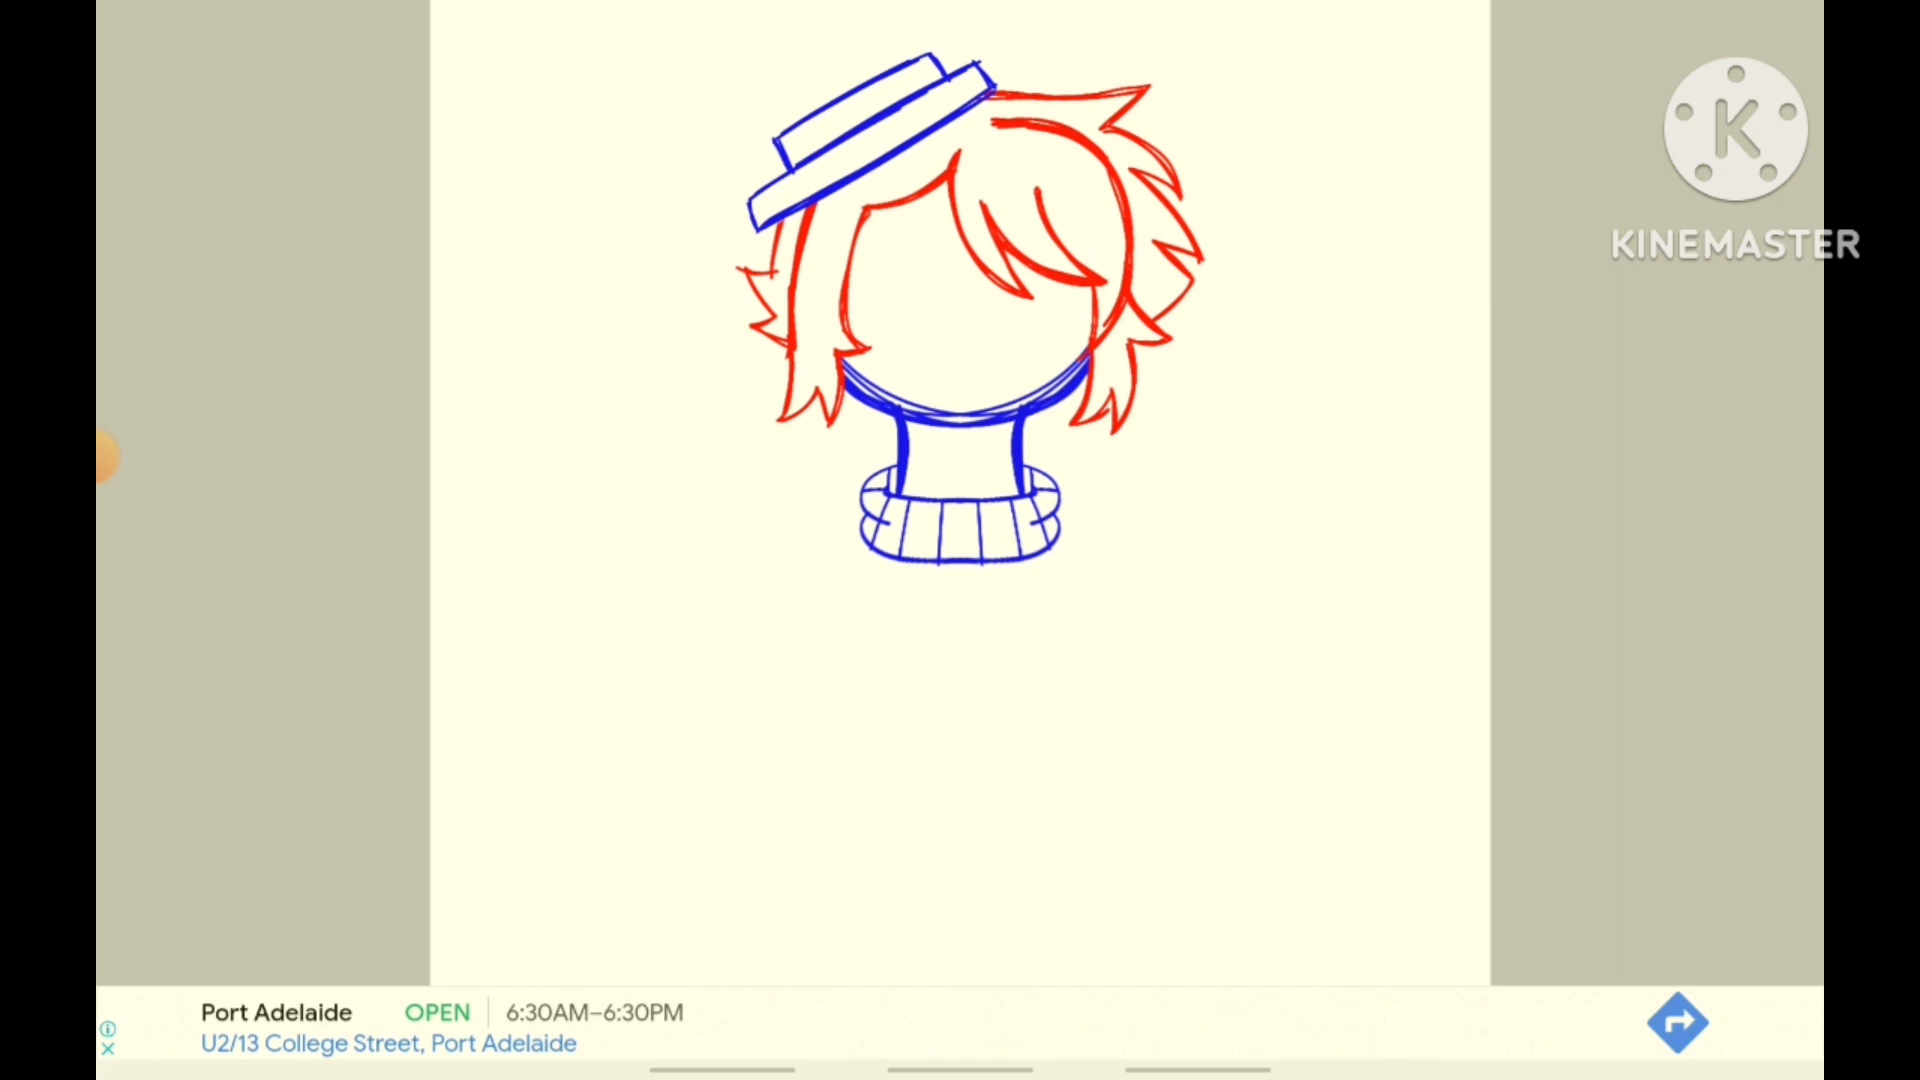 K
KINEMASTER
Port Adelaide OPEN 6:30AM–6:30PM
U2/13 College Street, Port Adelaide